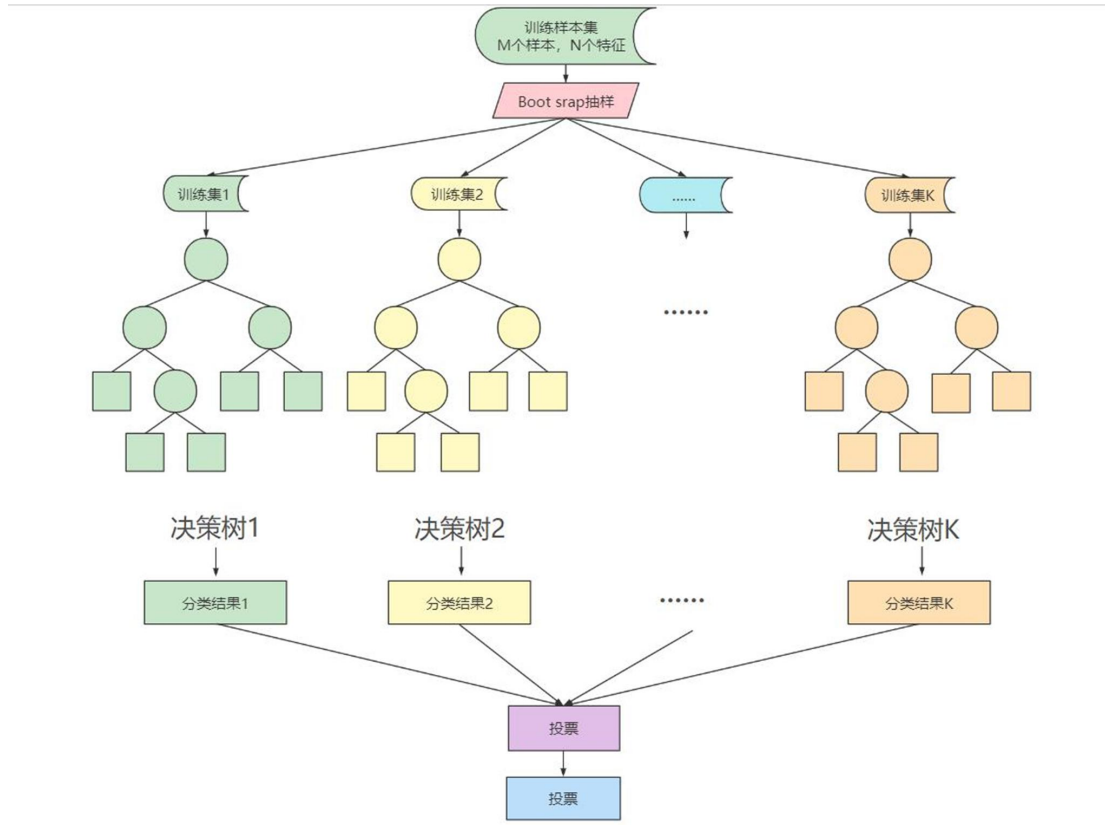 训练样本集
M个样本，N个特征
Boot srap抽样
训练集1
训练集2
......
训练集K
......
决策树1
决策树2
决策树K
分类结果1
分类结果2
......
分类结果K
投票
投票